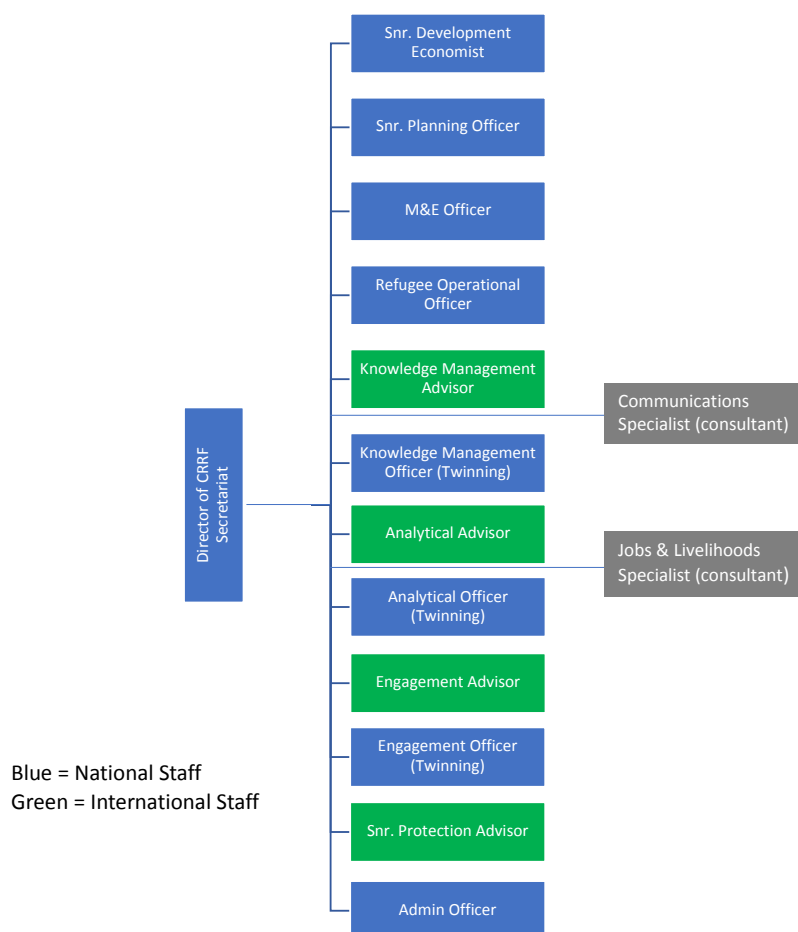 Snr. Development
Economist
Snr. Planning Officer
M&E Officer
Refugee Operational
Officer
Knowledge Management
Advisor
Communications
Specialist (consultant)
Director of CRRF
Secretariat
Knowledge Management
Officer (Twinning)
Analytical Advisor
Jobs & Livelihoods
Specialist (consultant)
Analytical Officer
(Twinning)
Engagement Advisor
Engagement Officer
(Twinning)
Blue = National Staff
Green = International Staff
Snr. Protection Advisor
Admin Officer